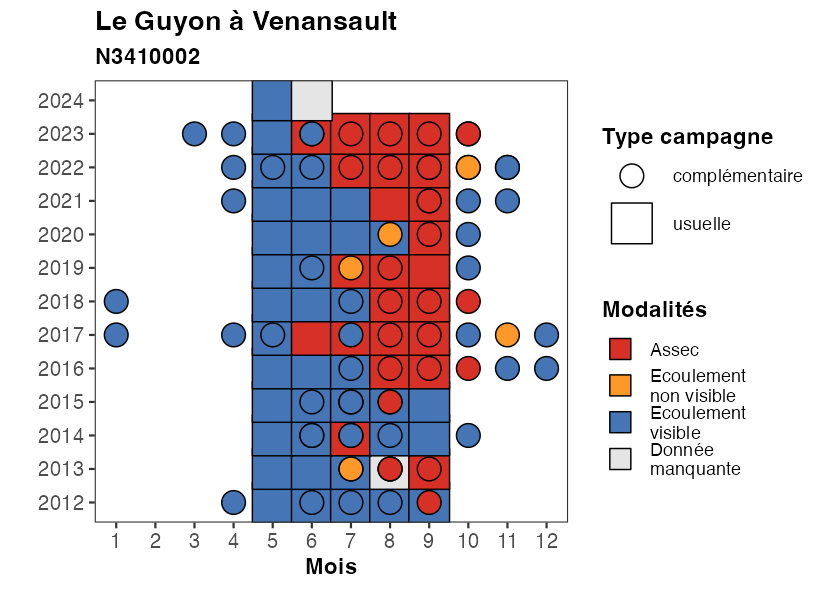 Le Guyon à Venansault
N3410002
2024
2023
2022
2021
2020
2019
2018
2017
2016
2015
2014
2013
2012
1 2 3 4 5 6 7 8 9 10 11 12
Mois
Type campagne
complémentaire
usuelle
Modalités
Assec
Ecoulement
non visible
Ecoulement
visible
Donnée
manquante